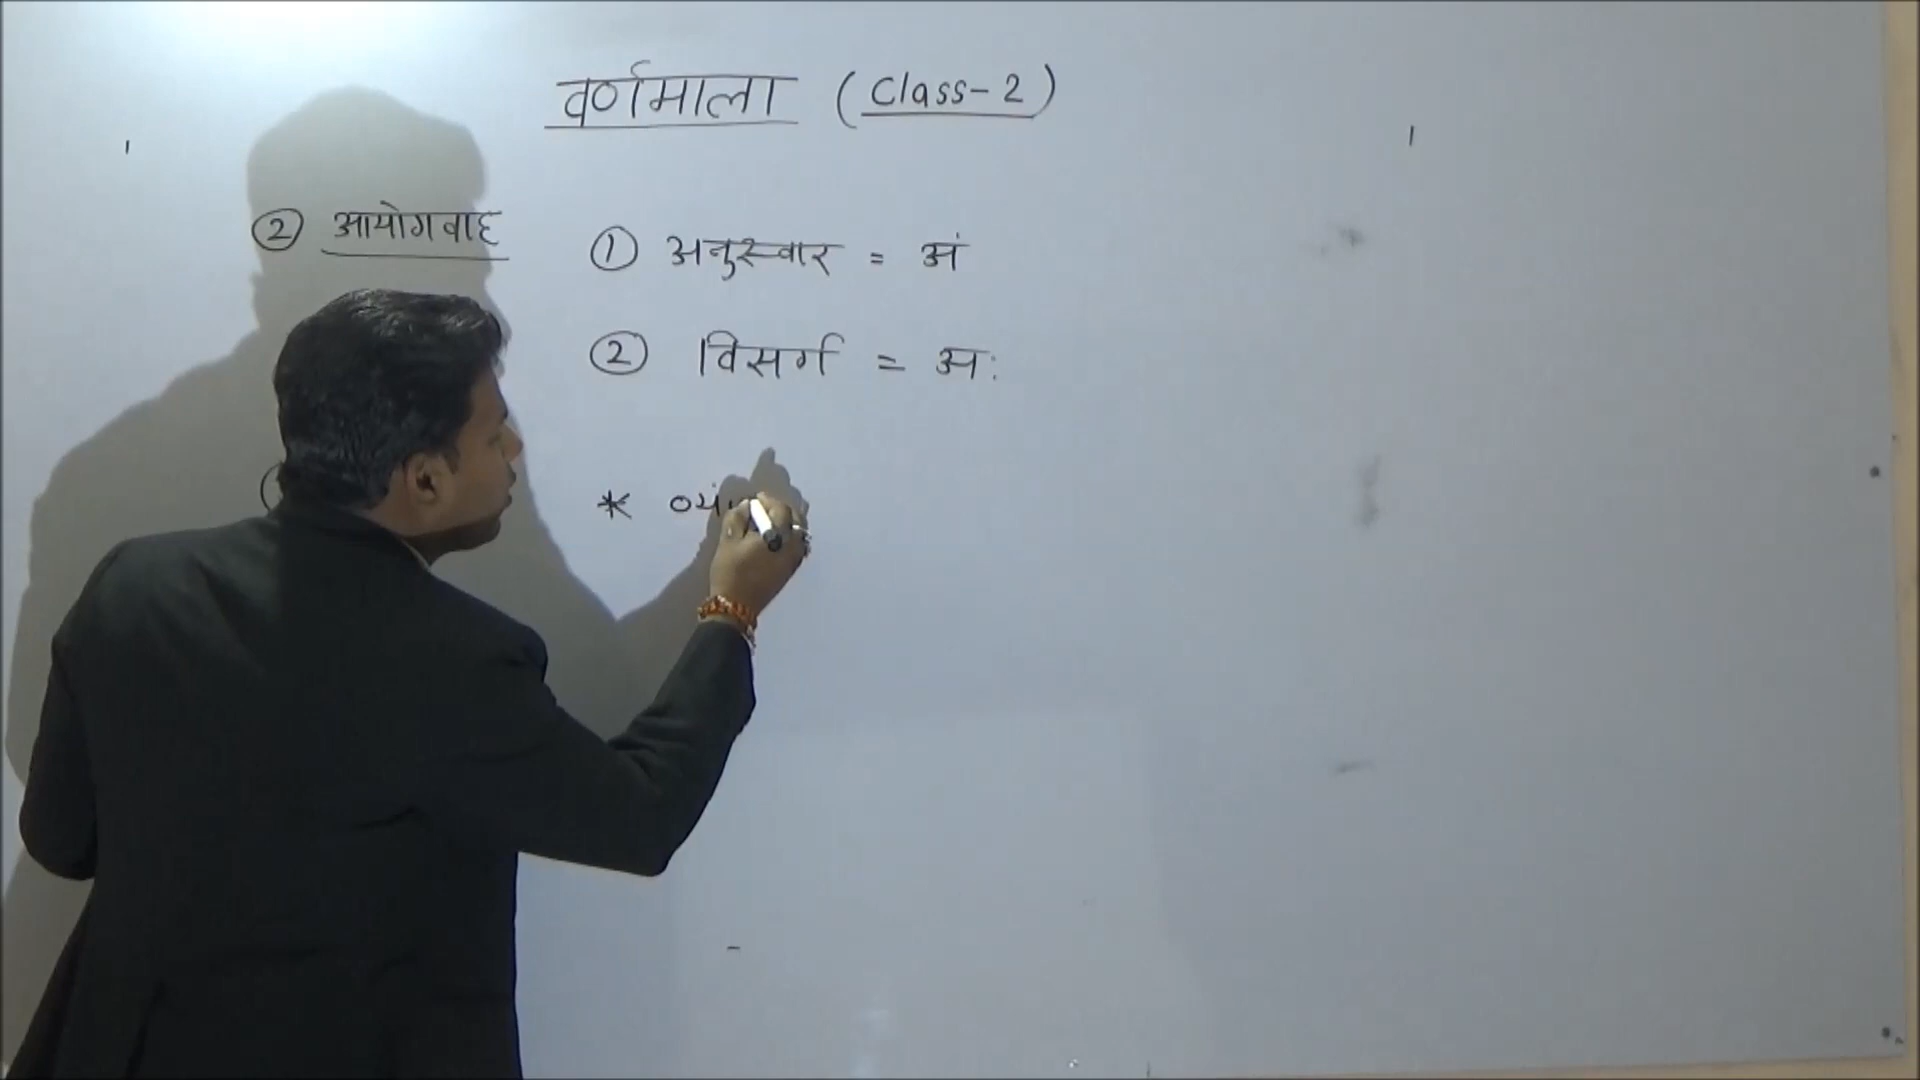 वर्णमाला (Class-2)
② आयोगवाह
① अनुस्वार = अं
② विसर्ग = अः
*